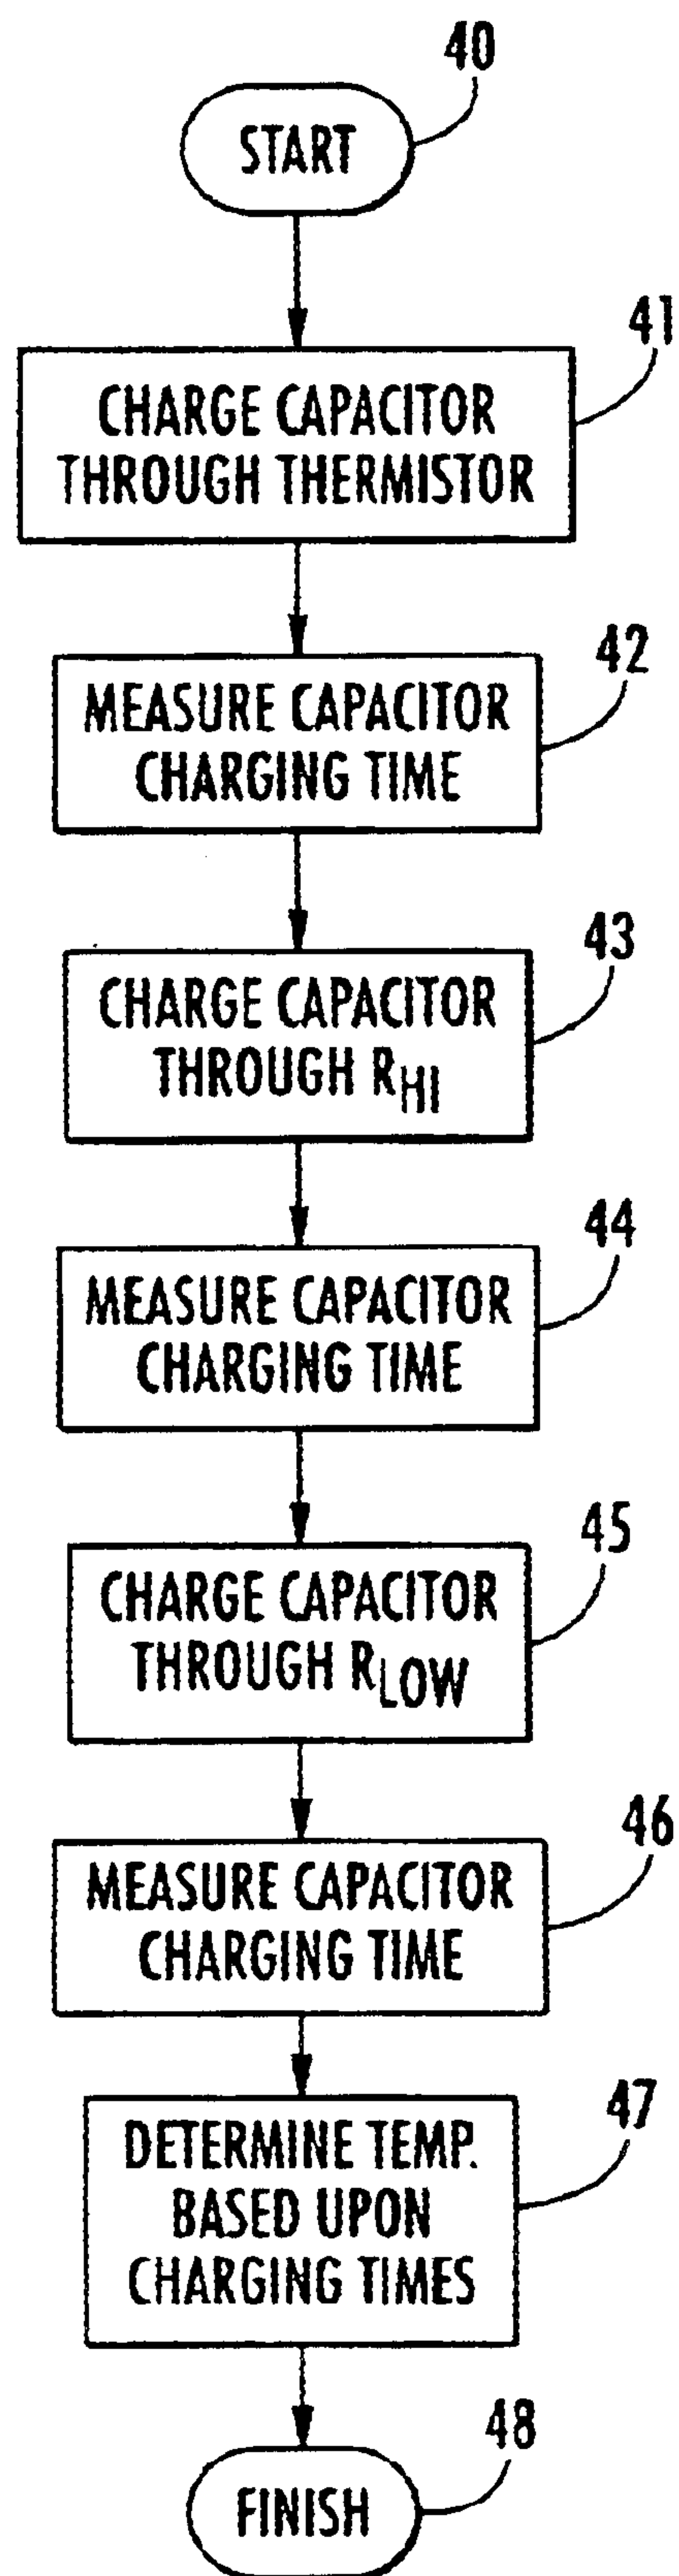 40
START
41
CHARGE CAPACITOR
THROUGH THERMISTOR
42
MEASURE CAPACITOR
CHARGING TIME
43
CHARGE CAPACITOR
THROUGH RHI
44
MEASURE CAPACITOR
CHARGING TIME
45
CHARGE CAPACITOR
THROUGH RLOW
46
MEASURE CAPACITOR
CHARGING TIME
47
DETERMINE TEMP.
BASED UPON
CHARGING TIMES
48
FINISH